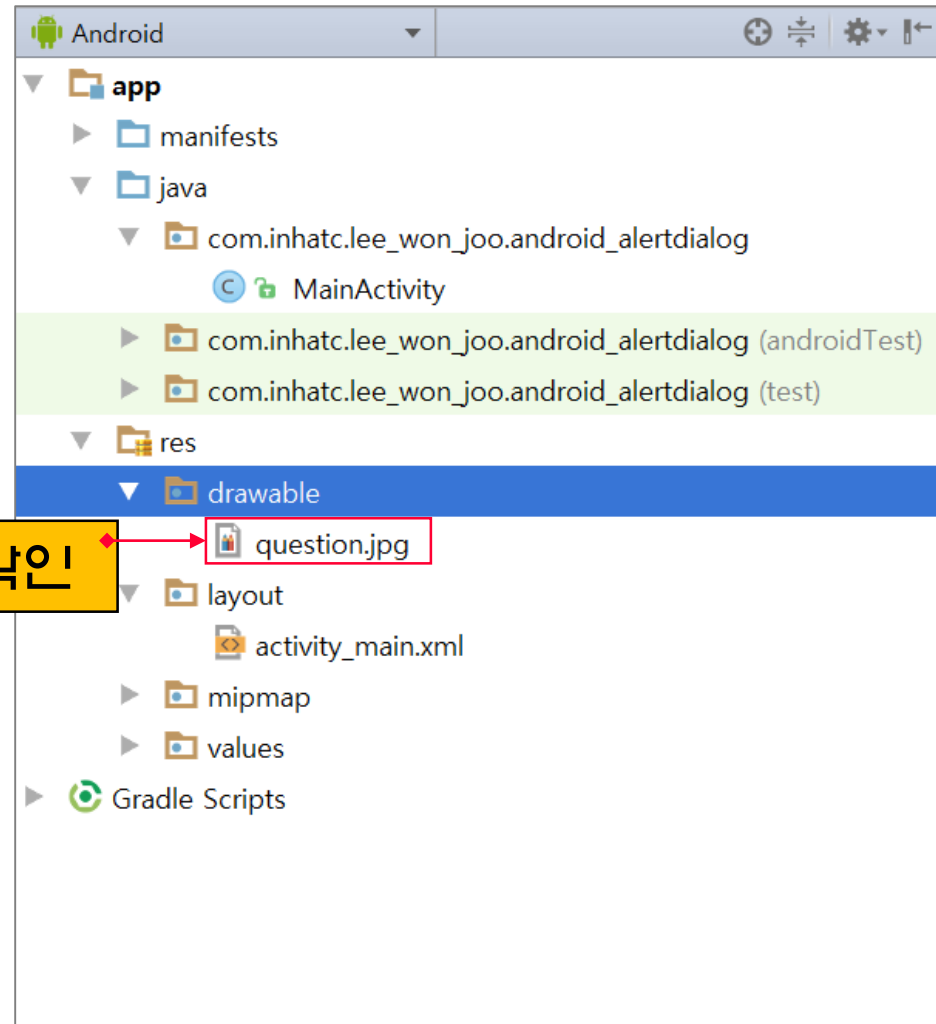 Android
app
manifests
java
com.inhatc.lee_won_joo.android_alertdialog
C MainActivity
com.inhatc.lee_won_joo.android_alertdialog (androidTest)
com.inhatc.lee_won_joo.android_alertdialog (test)
res
drawable
question.jpg
인
layout
activity_main.xml
mipmap
values
Gradle Scripts